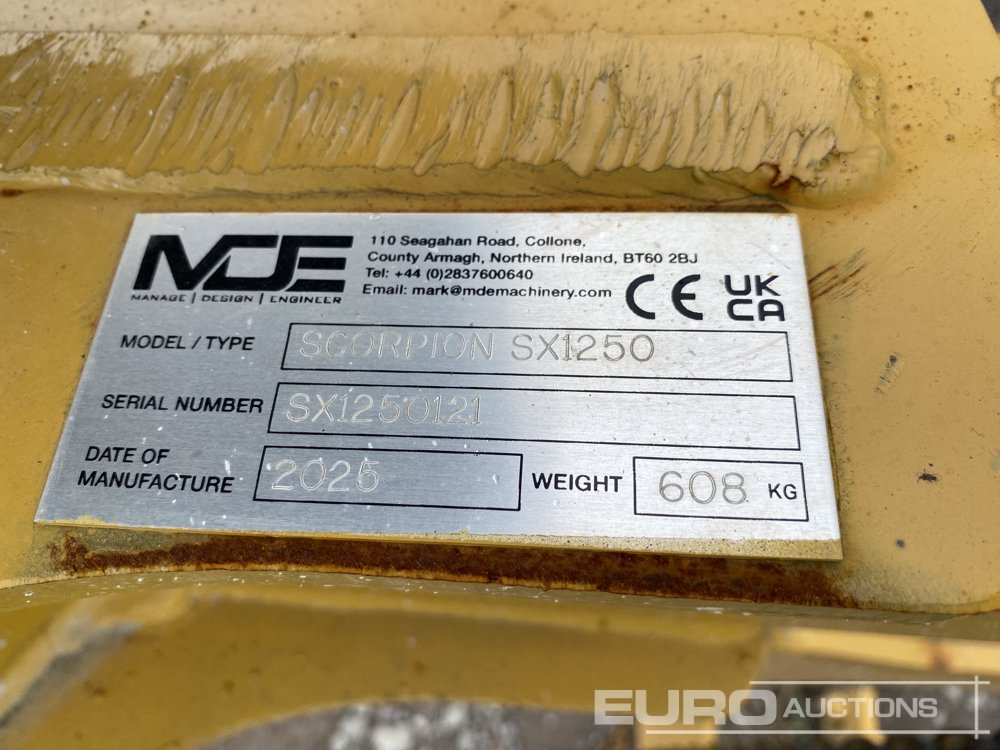 MDE
MANAGE | DESIGN | ENGINEER
110 Seagahan Road, Collone,
County Armagh, Northern Ireland, BT60 2BJ
Tel: +44 (0)2837600640
Email: mark@mdemachinery.com
CE
UK
CA
MODEL / TYPE SCORPION SX1250
SERIAL NUMBER SX1250121
DATE OF
MANUFACTURE 2025
WEIGHT 608 KG
EURO AUCTIONS